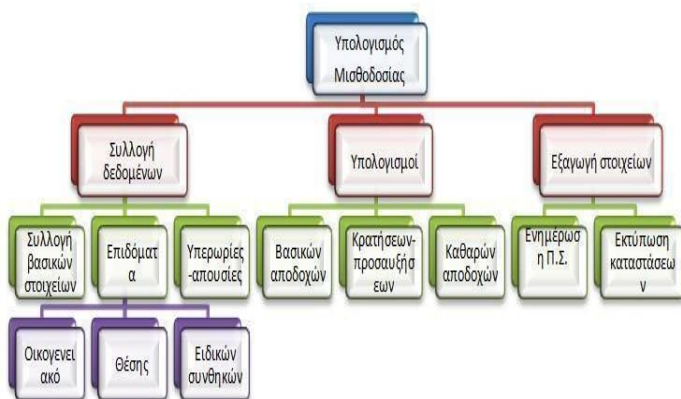 Υπολογισμός
Μισθοδοσίας
Συλλογή
δεδομένων
Υπολογισμοί
Εξαγωγή στοιχείων
Συλλογή
βασικών
στοιχείων
Επιδόματ
α
Υπερωρίες
-απουσίες
Βασικών
αποδοχών
Κρατήσεων-
προσαυξήσ
εων
Καθαρών
αποδοχών
Ενημέρωσ
η Π.Σ.
Εκτύπωση
καταστάσεω
ν
Οικογενει
ακό
Θέσης
Ειδικών
συνθηκών